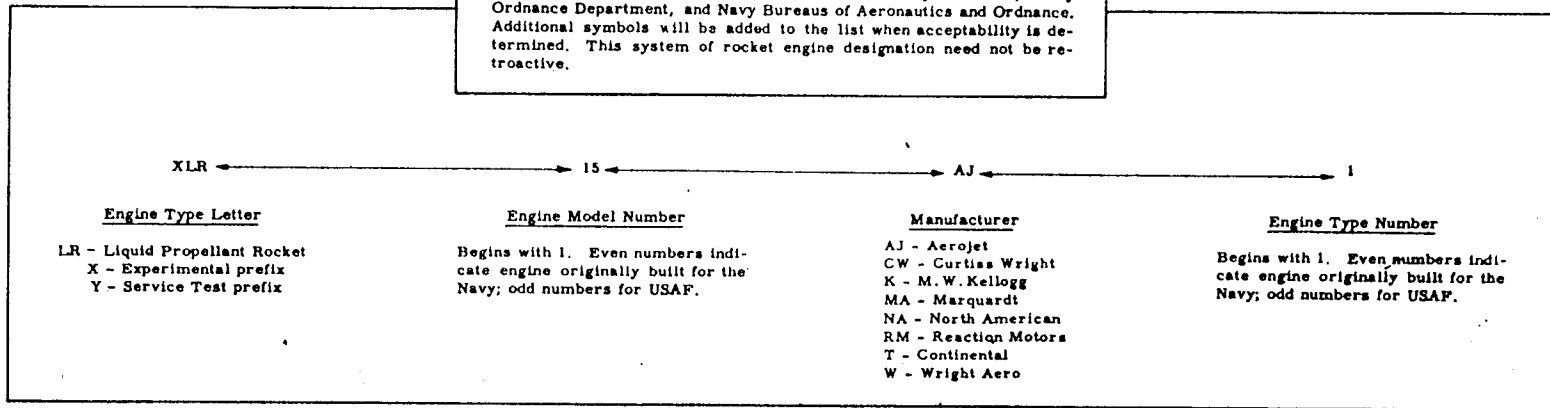 Ordnance Department, and Navy Bureaus of Aeronautics and Ordnance.
Additional symbols will be added to the list when acceptability is de-
termined. This system of rocket engine designation need not be re-
troactive.
XLR 15 AJ 1
Engine Type Letter
LR - Liquid Propellant Rocket
X - Experimental prefix
Y - Service Test prefix
Engine Model Number
Begins with 1. Even numbers indi-
cate engine originally built for the
Navy; odd numbers for USAF.
Manufacturer
AJ - Aerojet
CW - Curtiss Wright
K - M. W. Kellogg
MA - Marquardt
NA - North American
RM - Reaction Motors
T - Continental
W - Wright Aero
Engine Type Number
Begins with 1. Even numbers indi-
cate engine originally built for the
Navy; odd numbers for USAF.